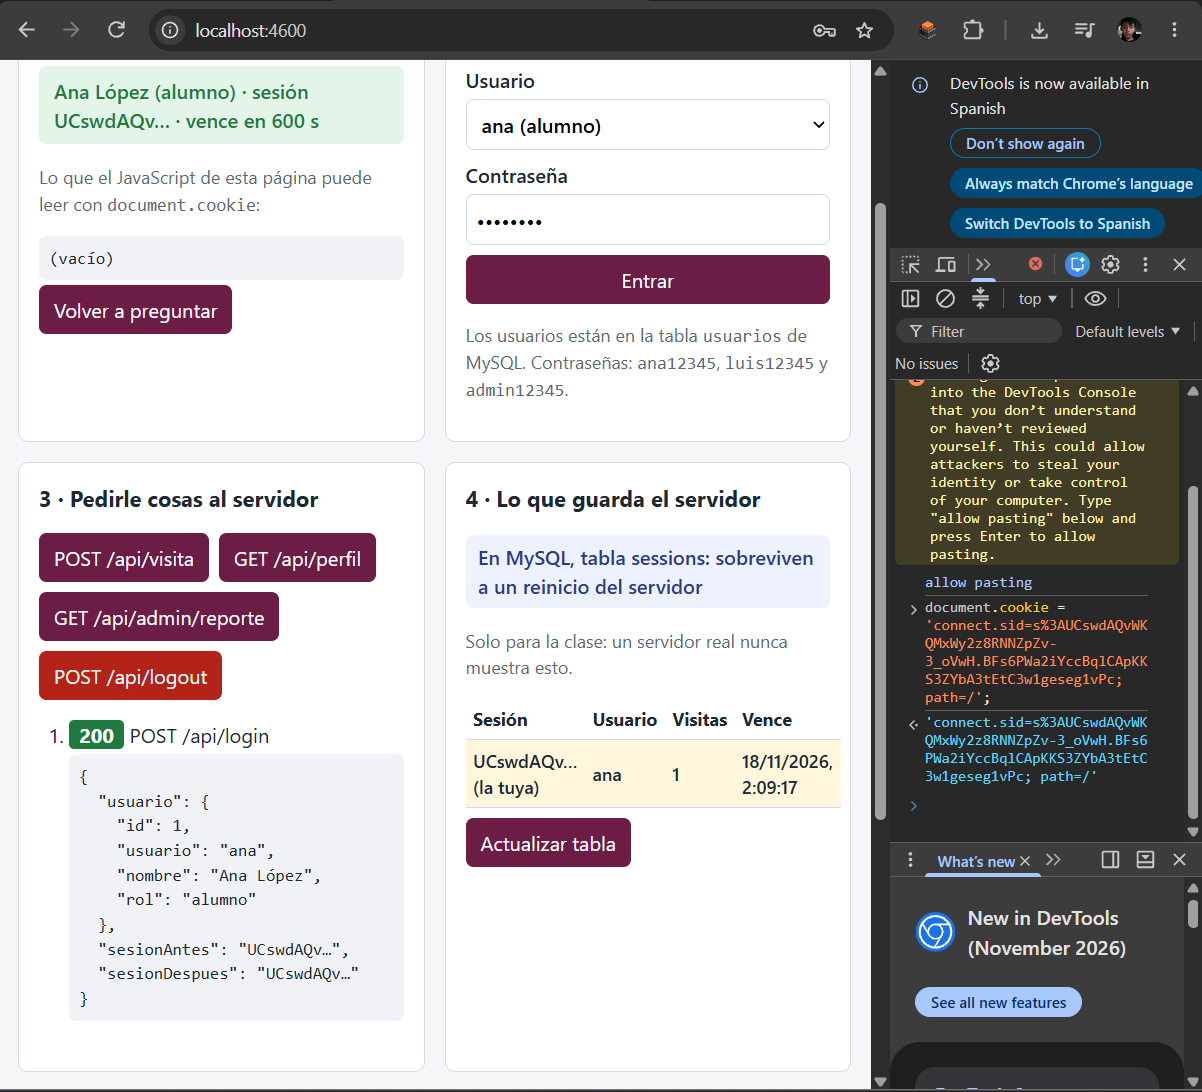 localhost:4600
Ana López (alumno) · sesión
UCswdAQv… · vence en 600 s
Lo que el JavaScript de esta página puede
leer con document.cookie:
(vacío)
Volver a preguntar
Usuario
ana (alumno)
Contraseña
••••••••
Entrar
Los usuarios están en la tabla usuarios de
MySQL. Contraseñas: ana12345, luis12345 y
admin12345.
3 · Pedirle cosas al servidor
POST /api/visita
GET /api/perfil
GET /api/admin/reporte
POST /api/logout
1. 200 POST /api/login
{
"usuario": {
"id": 1,
"usuario": "ana",
"nombre": "Ana López",
"rol": "alumno"
},
"sesionAntes": "UCswdAQv…",
"sesionDespues": "UCswdAQv…"
}
4 · Lo que guarda el servidor
En MySQL, tabla sessions: sobreviven
a un reinicio del servidor
Solo para la clase: un servidor real nunca
muestra esto.
Sesión Usuario Visitas Vence
UCswdAQv… ana 1 18/11/2026,
(la tuya) 2:09:17
Actualizar tabla
DevTools is now available in
Spanish
Don't show again
Always match Chrome's language
Switch DevTools to Spanish
top
Filter
Default levels
No issues
into the DevTools Console
that you don't understand
or haven't reviewed
yourself. This could allow
attackers to steal your
identity or take control
of your computer. Type
"allow pasting" below and
press Enter to allow
pasting.
allow pasting
document.cookie =
'connect.sid=s%3AUCswdAQvWK
QMxWy2z8RNNZpZv-
3_oVwH.BFs6PWa2iYccBqlCApKK
S3ZYbA3tEtC3w1geseg1vPc;
path=/';
'connect.sid=s%3AUCswdAQvWK
QMxWy2z8RNNZpZv-3_oVwH.BFs6
PWa2iYccBqlCApKKS3ZYbA3tEtC
3w1geseg1vPc; path=/'
What's new
New in DevTools
(November 2026)
See all new features